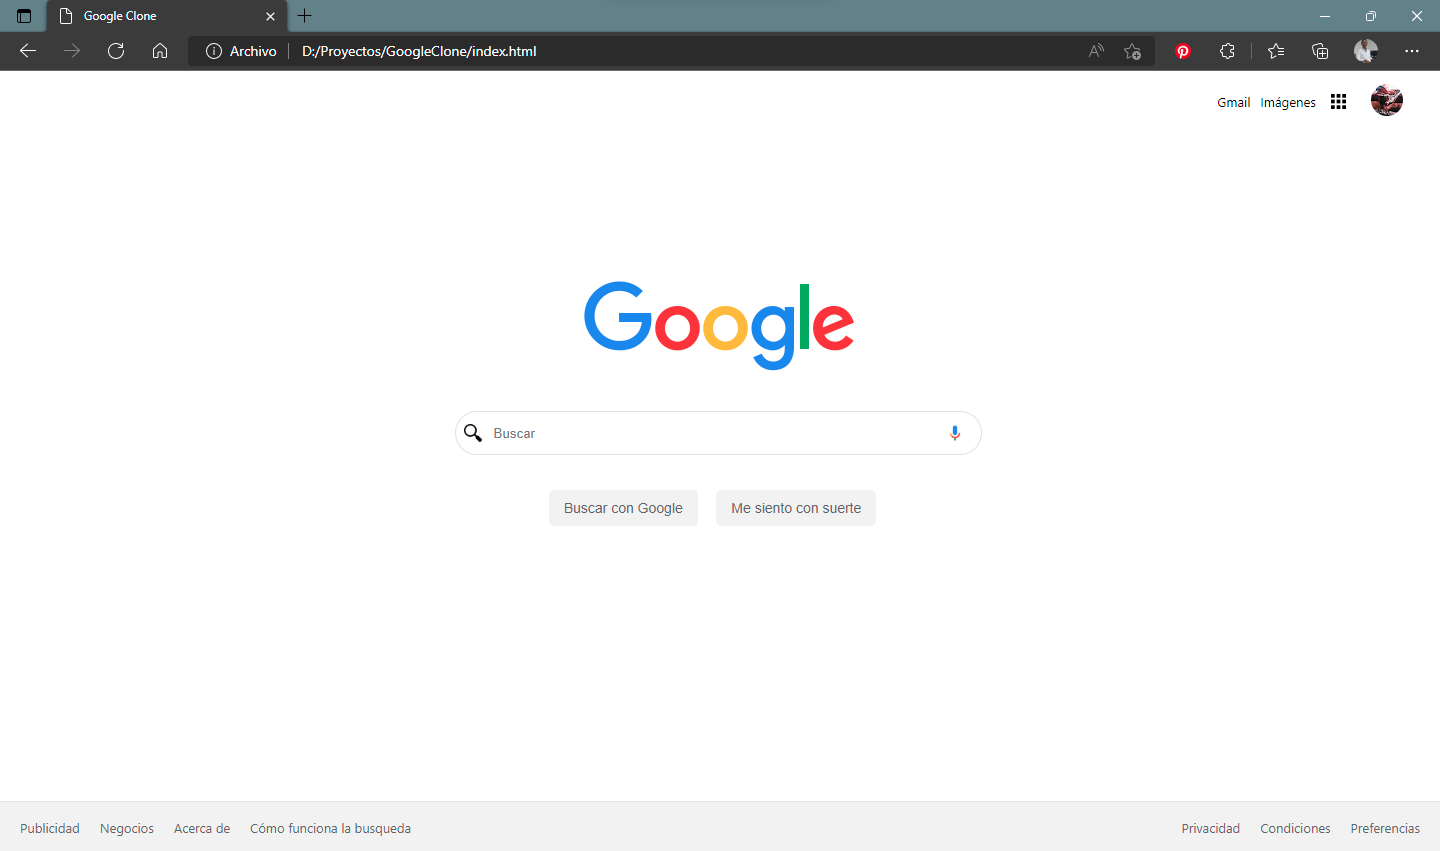 Google Clone
Archivo D:/Proyectos/GoogleClone/index.html
Gmail Imágenes
Google
Buscar
Buscar con Google Me siento con suerte
Publicidad Negocios Acerca de Cómo funciona la busqueda Privacidad Condiciones Preferencias